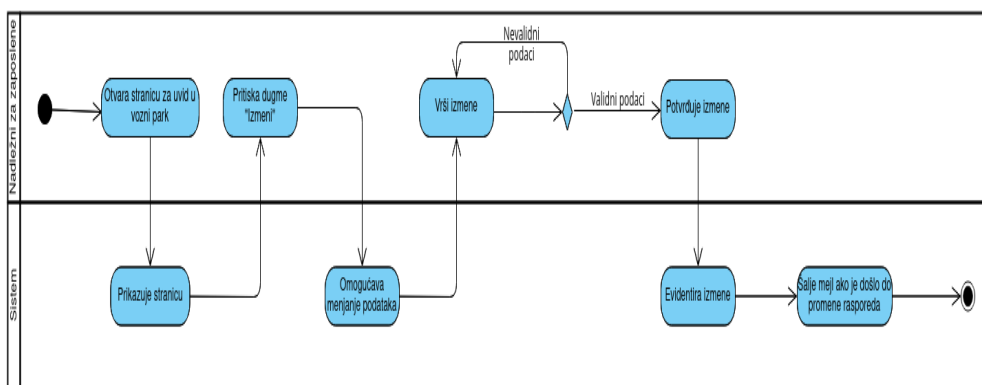 Nadležni za zaposlene
Otvara stranicu za uvid u
vozni park
Pritiska dugme
"Izmeni"
Vrši izmene
Nevalidni
podaci
Validni podaci
Potvrđuje izmene
Sistem
Prikazuje stranicu
Omogućava
menjanje podataka
Evidentira izmene
Šalje mejl ako je došlo do
promene rasporeda